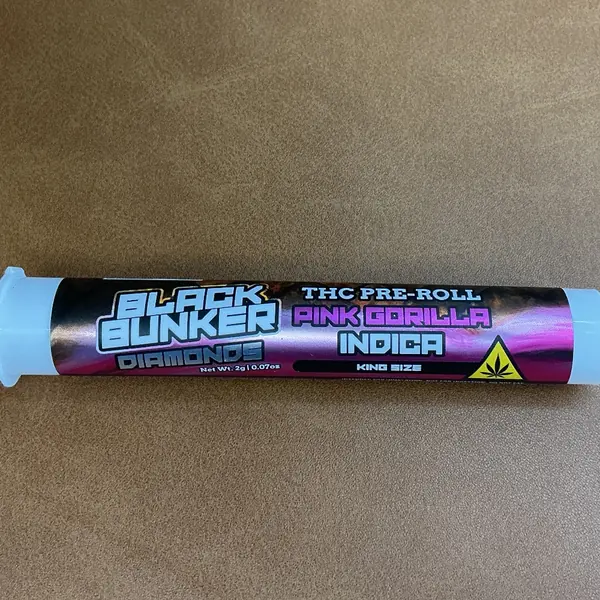 BLACK
BUNKER
DIAMONDS
Net Wt. 2g | 0.07oz
THC PRE-ROLL
PINK GORILLA
INDICA
KING SIZE